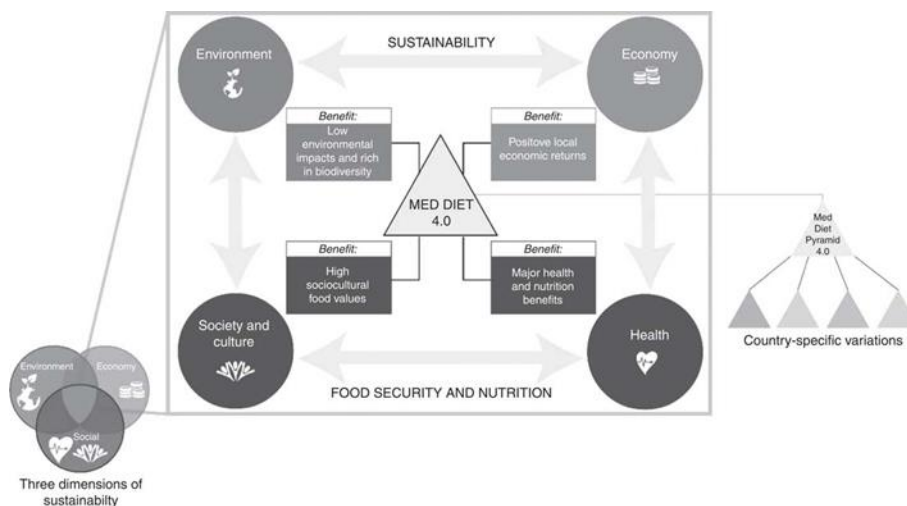 Environment
SUSTAINABILITY
Economy
Benefit:
Low
environmental
impacts and rich
in biodiversity
Benefit:
Positove local
economic returns
MED DIET
4.0
Benefit:
High
sociocultural
food values
Benefit:
Major health
and nutrition
benefits
Society and
culture
Health
FOOD SECURITY AND NUTRITION
Med
Diet
Pyramid
4.0
Country-specific variations
Environment
Economy
Social
Three dimensions of
sustainabilty